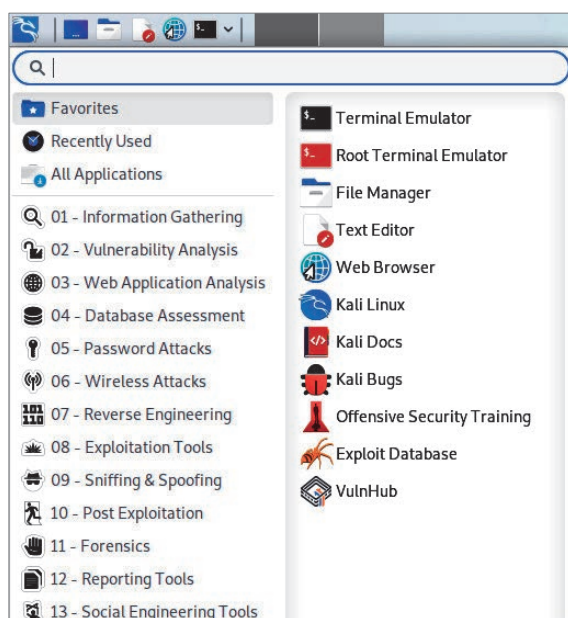 Favorites
Recently Used
All Applications
01 - Information Gathering
02 - Vulnerability Analysis
03 - Web Application Analysis
04 - Database Assessment
05 - Password Attacks
06 - Wireless Attacks
07 - Reverse Engineering
08 - Exploitation Tools
09 - Sniffing & Spoofing
10 - Post Exploitation
11 - Forensics
12 - Reporting Tools
13 - Social Engineering Tools
Terminal Emulator
Root Terminal Emulator
File Manager
Text Editor
Web Browser
Kali Linux
Kali Docs
Kali Bugs
Offensive Security Training
Exploit Database
VulnHub